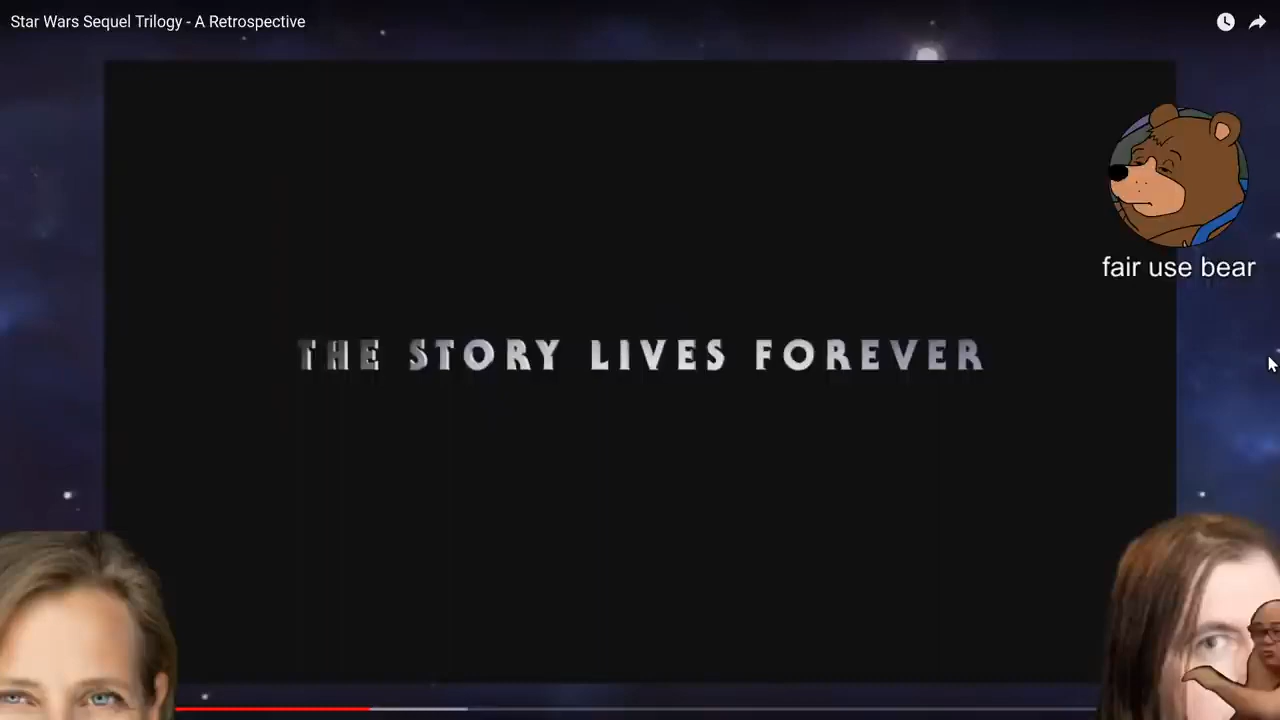 Star Wars Sequel Trilogy - A Retrospective
fair use bear
THE STORY LIVES FOREVER